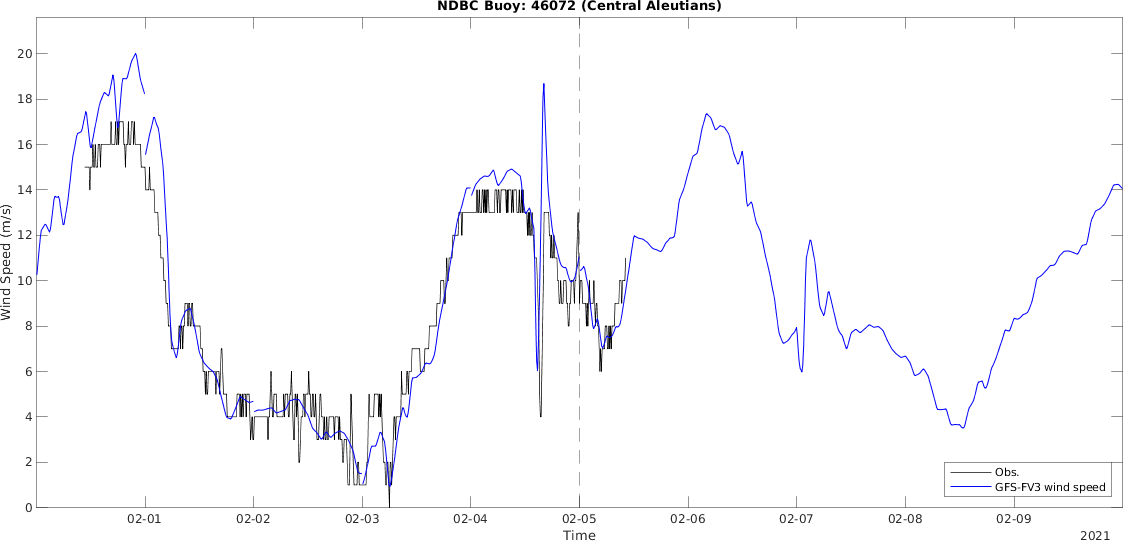 NDBC Buoy: 46072 (Central Aleutians)
20
18
16
14
12
10
8
6
4
2
0
Wind Speed (m/s)
02-01 02-02 02-03 02-04 02-05 02-06 02-07 02-08 02-09
Time
2021
Obs.
GFS-FV3 wind speed